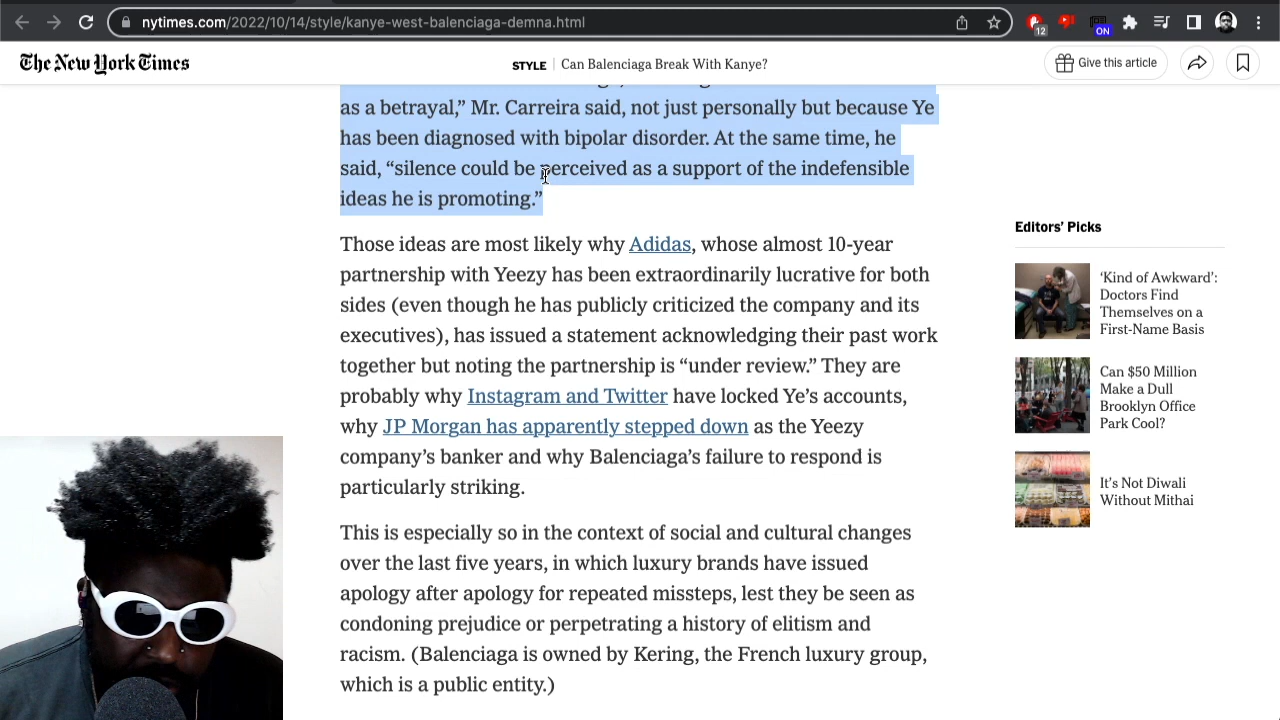 nytimes.com/2022/10/14/style/kanye-west-balenciaga-demna.html
12
ON
The New York Times
STYLE | Can Balenciaga Break With Kanye?
Give this article
as a betrayal,” Mr. Carreira said, not just personally but because Ye
has been diagnosed with bipolar disorder. At the same time, he
said, “silence could be perceived as a support of the indefensible
ideas he is promoting.”
Those ideas are most likely why Adidas, whose almost 10-year
partnership with Yeezy has been extraordinarily lucrative for both
sides (even though he has publicly criticized the company and its
executives), has issued a statement acknowledging their past work
together but noting the partnership is “under review.” They are
probably why Instagram and Twitter have locked Ye’s accounts,
why JP Morgan has apparently stepped down as the Yeezy
company’s banker and why Balenciaga’s failure to respond is
particularly striking.
This is especially so in the context of social and cultural changes
over the last five years, in which luxury brands have issued
apology after apology for repeated missteps, lest they be seen as
condoning prejudice or perpetrating a history of elitism and
racism. (Balenciaga is owned by Kering, the French luxury group,
which is a public entity.)
Editors’ Picks
‘Kind of Awkward’:
Doctors Find
Themselves on a
First-Name Basis
Can $50 Million
Make a Dull
Brooklyn Office
Park Cool?
It’s Not Diwali
Without Mithai